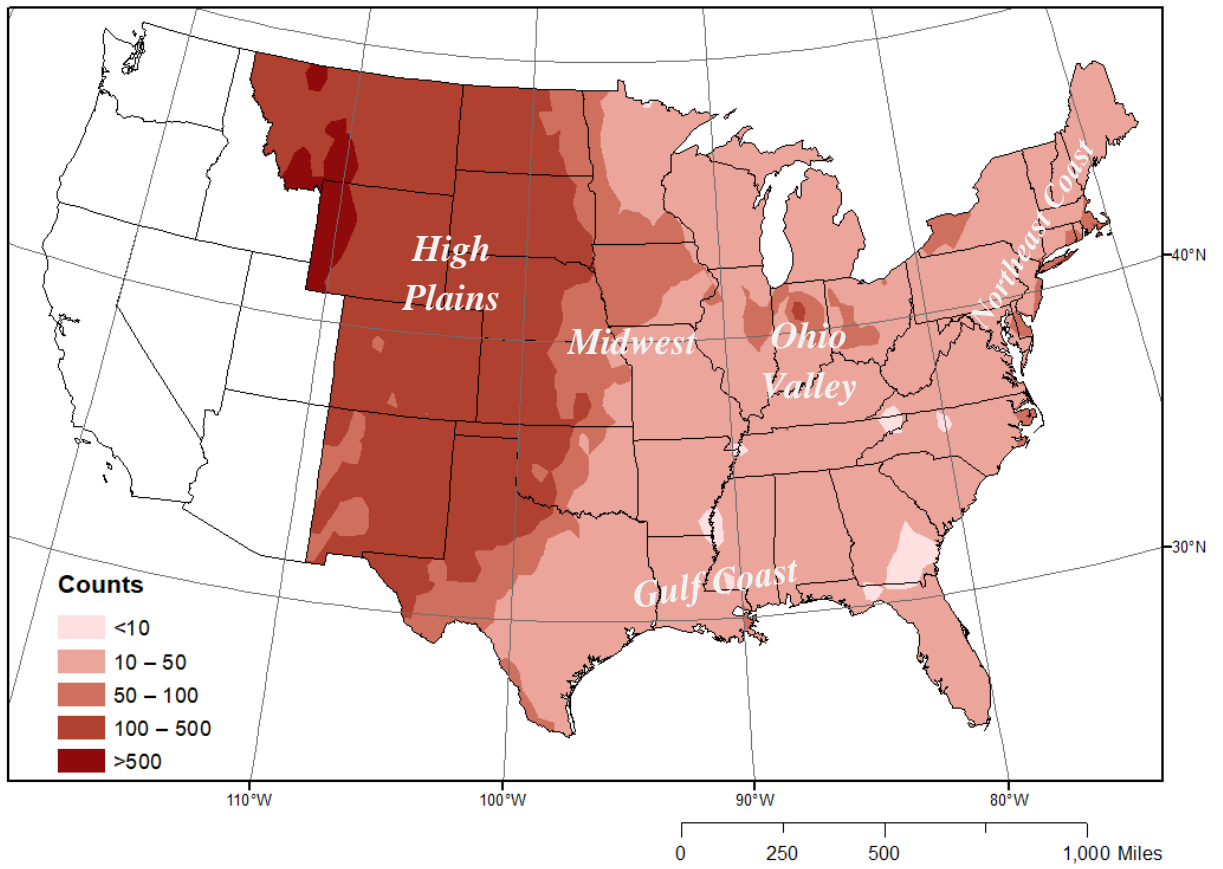 High
Plains
Midwest
Ohio
Valley
Northeast Coast
Gulf Coast
40°N
30°N
Counts
<10
10 – 50
50 – 100
100 – 500
>500
110°W 100°W 90°W 80°W
0 250 500 1,000 Miles